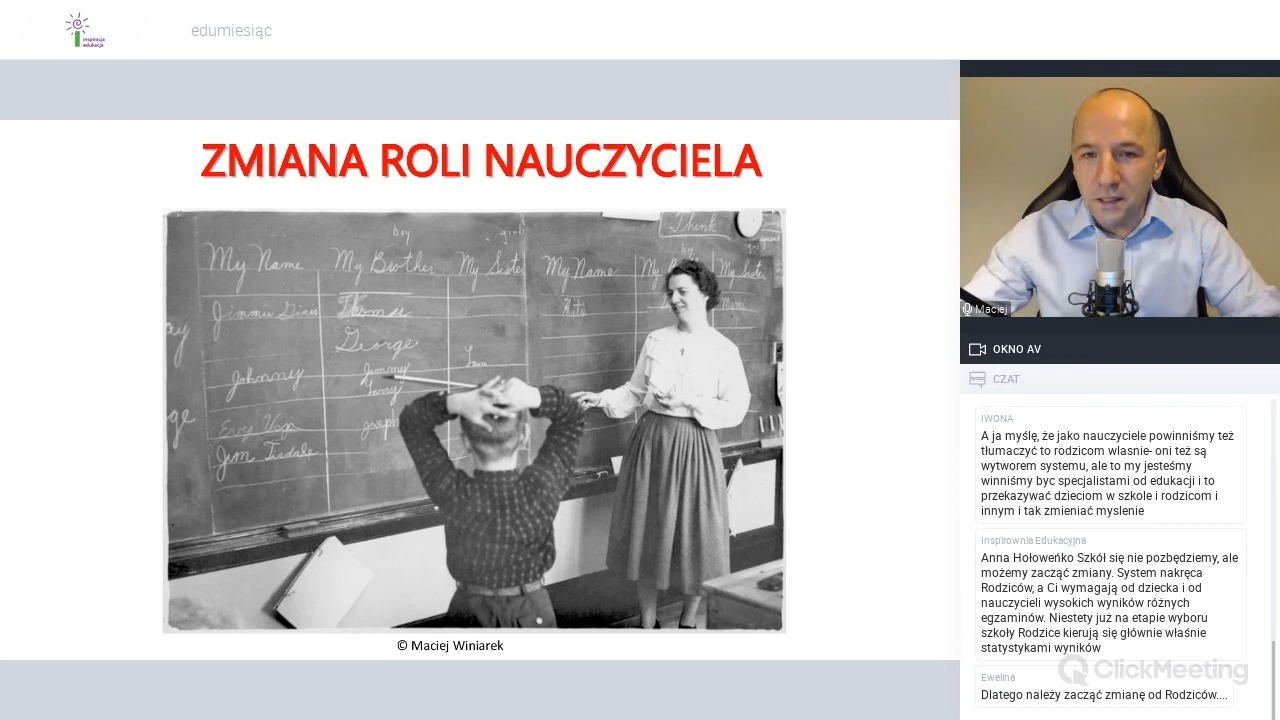 inspiracja
edukacja
edumiesiąc
ZMIANA ROLI NAUCZYCIELA
boy
girl
Think
My Name
My Brother
My Sister
My Name
My Sister
Thomas
George
Jimmy
Johnny
Larry
Joseph
Jim Tisdale
© Maciej Winiarek
Maciej
OKNO AV
CZAT
IWONA
A ja myślę, że jako nauczyciele powinniśmy też
tłumaczyć to rodzicom wlasnie- oni też są
wytworem systemu, ale to my jesteśmy
winniśmy byc specjalistami od edukacji i to
przekazywać dzieciom w szkole i rodzicom i
innym i tak zmieniać myslenie
Inspirownia Edukacyjna
Anna Hołoweńko Szkół się nie pozbędziemy, ale
możemy zacząć zmiany. System nakręca
Rodziców, a Ci wymagają od dziecka i od
nauczycieli wysokich wyników różnych
egzaminów. Niestety już na etapie wyboru
szkoły Rodzice kierują się głównie właśnie
statystykami wyników
ClickMeeting
Ewelina
Dlatego należy zacząć zmianę od Rodziców....